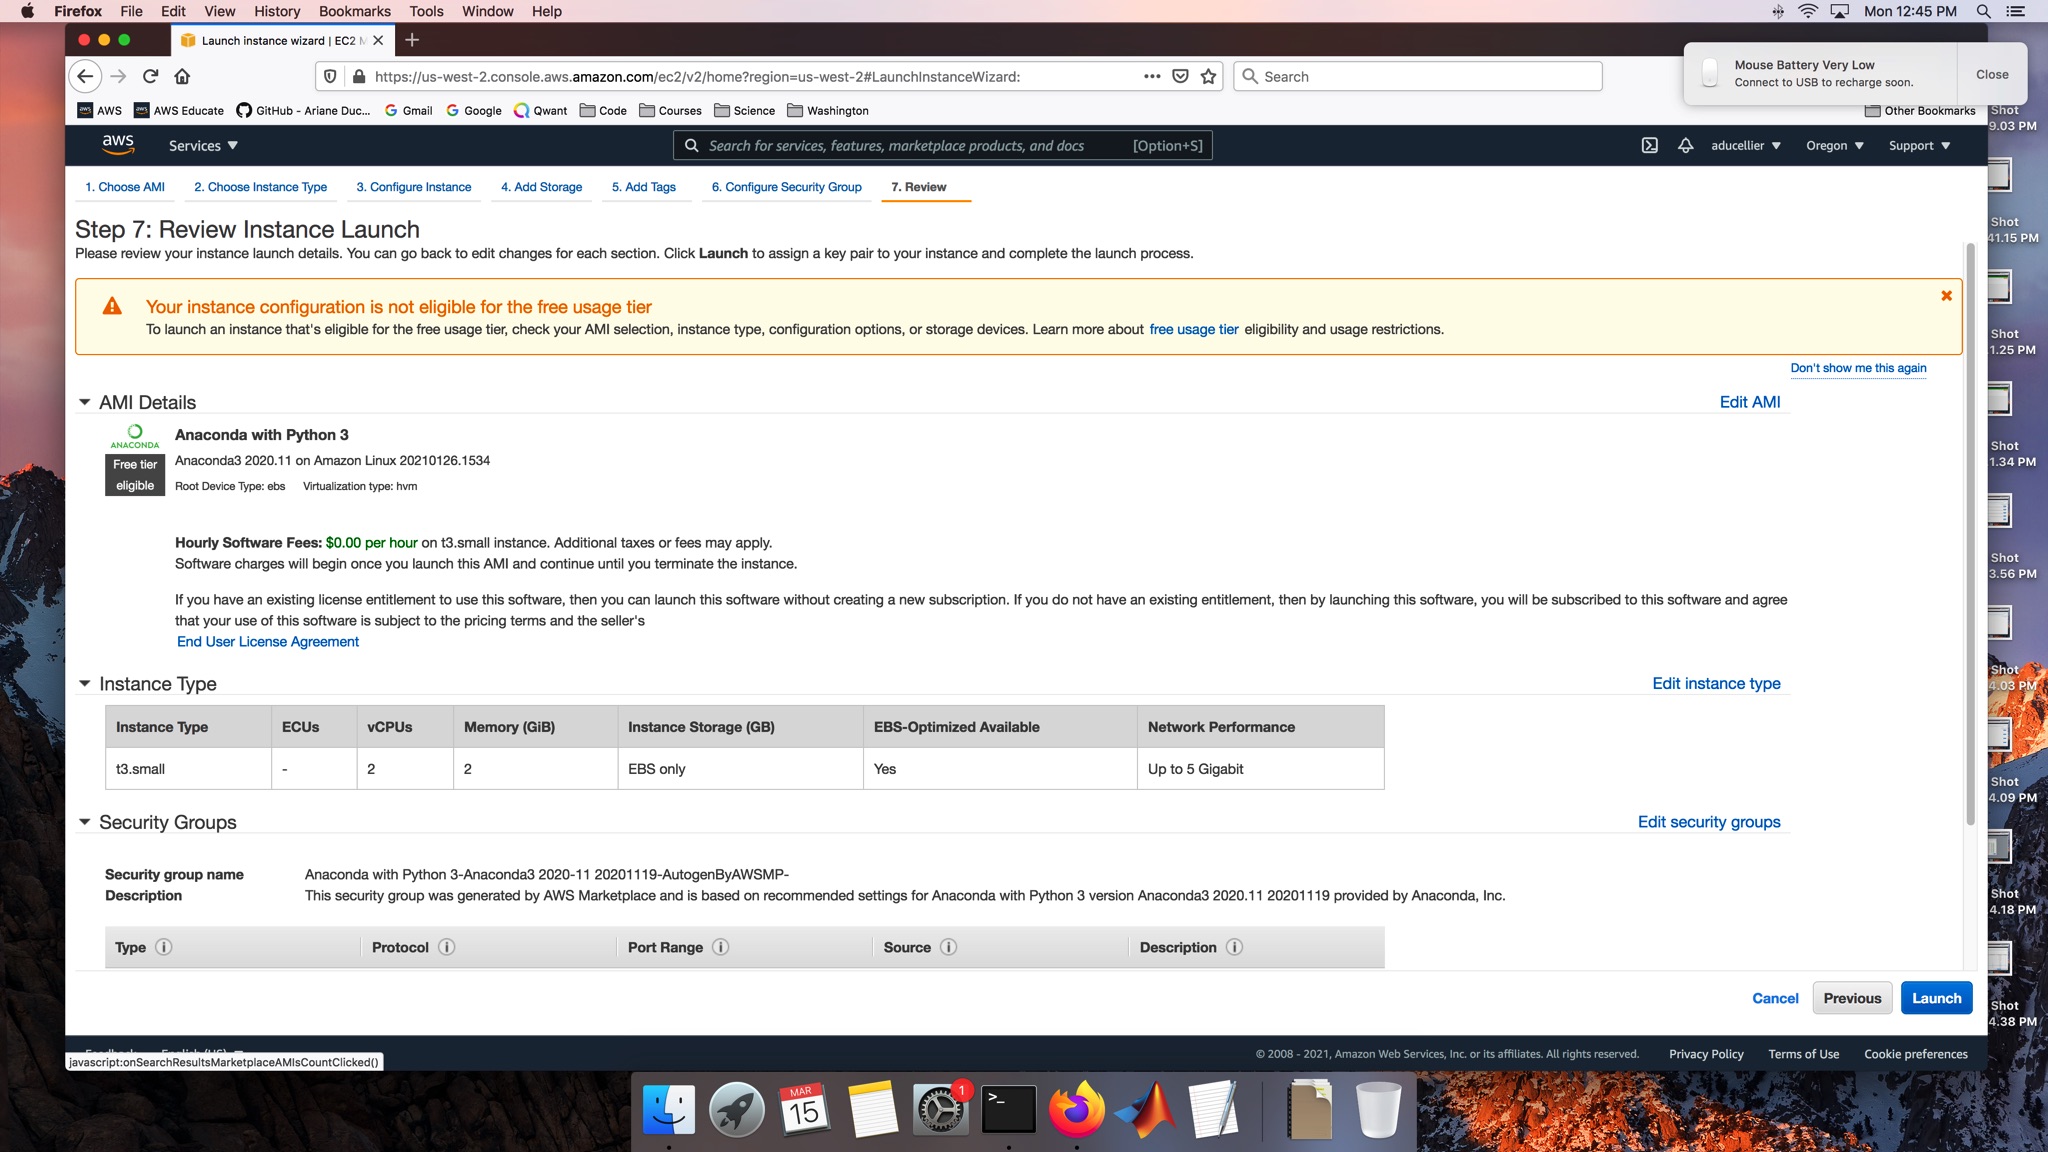 Firefox File Edit View History Bookmarks Tools Window Help
Mon 12:45 PM
Launch instance wizard | EC2 M
https://us-west-2.console.aws.amazon.com/ec2/v2/home?region=us-west-2#LaunchInstanceWizard:
Search
Mouse Battery Very Low
Connect to USB to recharge soon.
Close
AWS AWS Educate GitHub - Ariane Duc... Gmail Google Qwant Code Courses Science Washington Other Bookmarks
aws Services Search for services, features, marketplace products, and docs [Option+S] aducellier Oregon Support
1. Choose AMI 2. Choose Instance Type 3. Configure Instance 4. Add Storage 5. Add Tags 6. Configure Security Group 7. Review
Step 7: Review Instance Launch
Please review your instance launch details. You can go back to edit changes for each section. Click Launch to assign a key pair to your instance and complete the launch process.
Your instance configuration is not eligible for the free usage tier
To launch an instance that's eligible for the free usage tier, check your AMI selection, instance type, configuration options, or storage devices. Learn more about free usage tier eligibility and usage restrictions.
Don't show me this again
AMI Details Edit AMI
ANACONDA
Free tier
eligible
Anaconda with Python 3
Anaconda3 2020.11 on Amazon Linux 20210126.1534
Root Device Type: ebs Virtualization type: hvm
Hourly Software Fees: $0.00 per hour on t3.small instance. Additional taxes or fees may apply.
Software charges will begin once you launch this AMI and continue until you terminate the instance.
If you have an existing license entitlement to use this software, then you can launch this software without creating a new subscription. If you do not have an existing entitlement, then by launching this software, you will be subscribed to this software and agree
that your use of this software is subject to the pricing terms and the seller's
End User License Agreement
Instance Type Edit instance type
Instance Type ECUs vCPUs Memory (GiB) Instance Storage (GB) EBS-Optimized Available Network Performance
t3.small - 2 2 EBS only Yes Up to 5 Gigabit
Security Groups Edit security groups
Security group name Anaconda with Python 3-Anaconda3 2020-11 20201119-AutogenByAWSMP-
Description This security group was generated by AWS Marketplace and is based on recommended settings for Anaconda with Python 3 version Anaconda3 2020.11 20201119 provided by Anaconda, Inc.
Type Protocol Port Range Source Description
Cancel Previous Launch
javascript:onSearchResultsMarketplaceAMIsCountClicked()
© 2008 - 2021, Amazon Web Services, Inc. or its affiliates. All rights reserved. Privacy Policy Terms of Use Cookie preferences
Shot
9.03 PM
Shot
41.15 PM
Shot
1.25 PM
Shot
1.34 PM
Shot
3.56 PM
Shot
4.03 PM
Shot
4.09 PM
Shot
4.18 PM
Shot
4.38 PM
MAR
15
1
>_